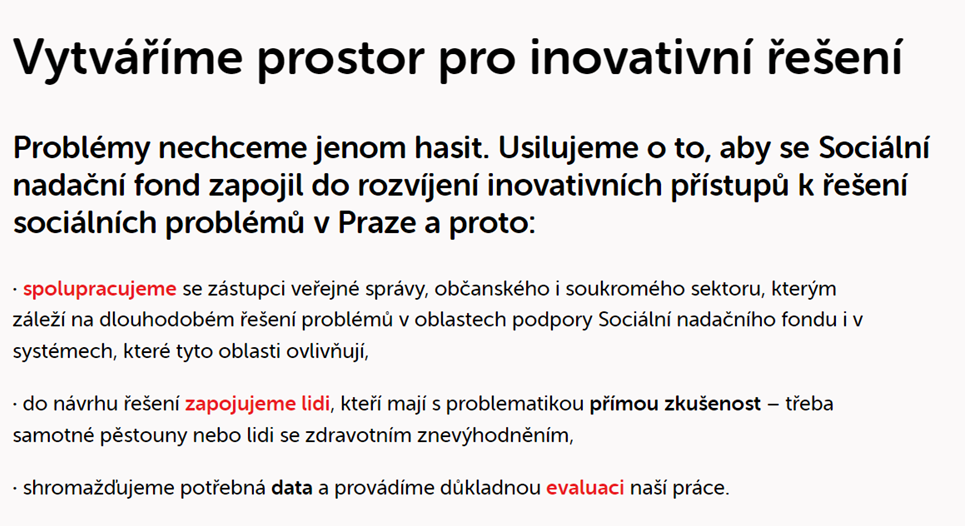 Vytváříme prostor pro inovativní řešení
Problémy nechceme jenom hasit. Usilujeme o to, aby se Sociální
nadační fond zapojil do rozvíjení inovativních přístupů k řešení
sociálních problémů v Praze a proto:
· spolupracujeme se zástupci veřejné správy, občanského i soukromého sektoru, kterým
záleží na dlouhodobém řešení problémů v oblastech podpory Sociální nadačního fondu i v
systémech, které tyto oblasti ovlivňují,
· do návrhu řešení zapojujeme lidi, kteří mají s problematikou přímou zkušenost – třeba
samotné pěstouny nebo lidi se zdravotním znevýhodněním,
· shromažďujeme potřebná data a provádíme důkladnou evaluaci naší práce.